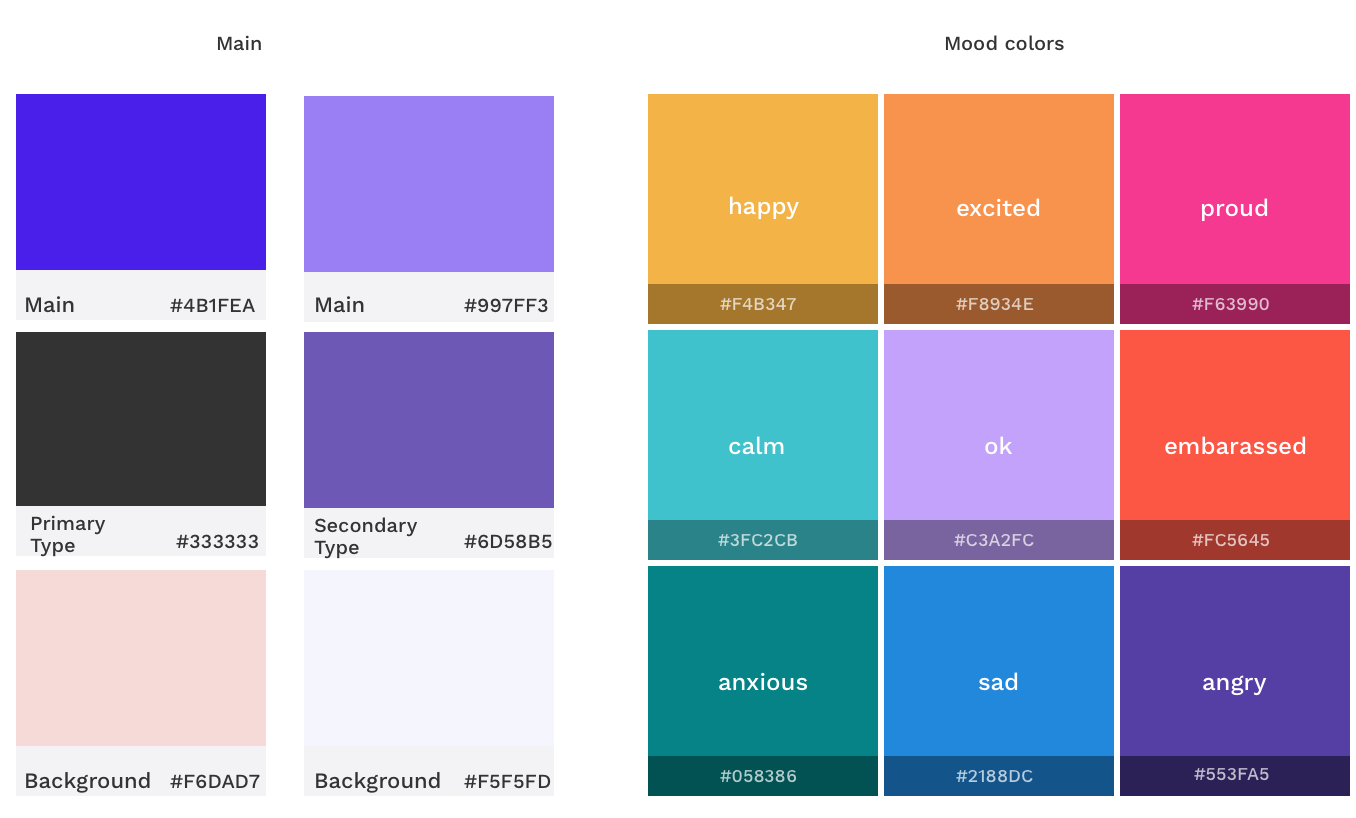 Main
Main #4B1FEA
Main #997FF3
Primary
Type #333333
Secondary
Type #6D58B5
Background #F6DAD7
Background #F5F5FD
Mood colors
happy
#F4B347
excited
#F8934E
proud
#F63990
calm
#3FC2CB
ok
#C3A2FC
embarassed
#FC5645
anxious
#058386
sad
#2188DC
angry
#553FA5